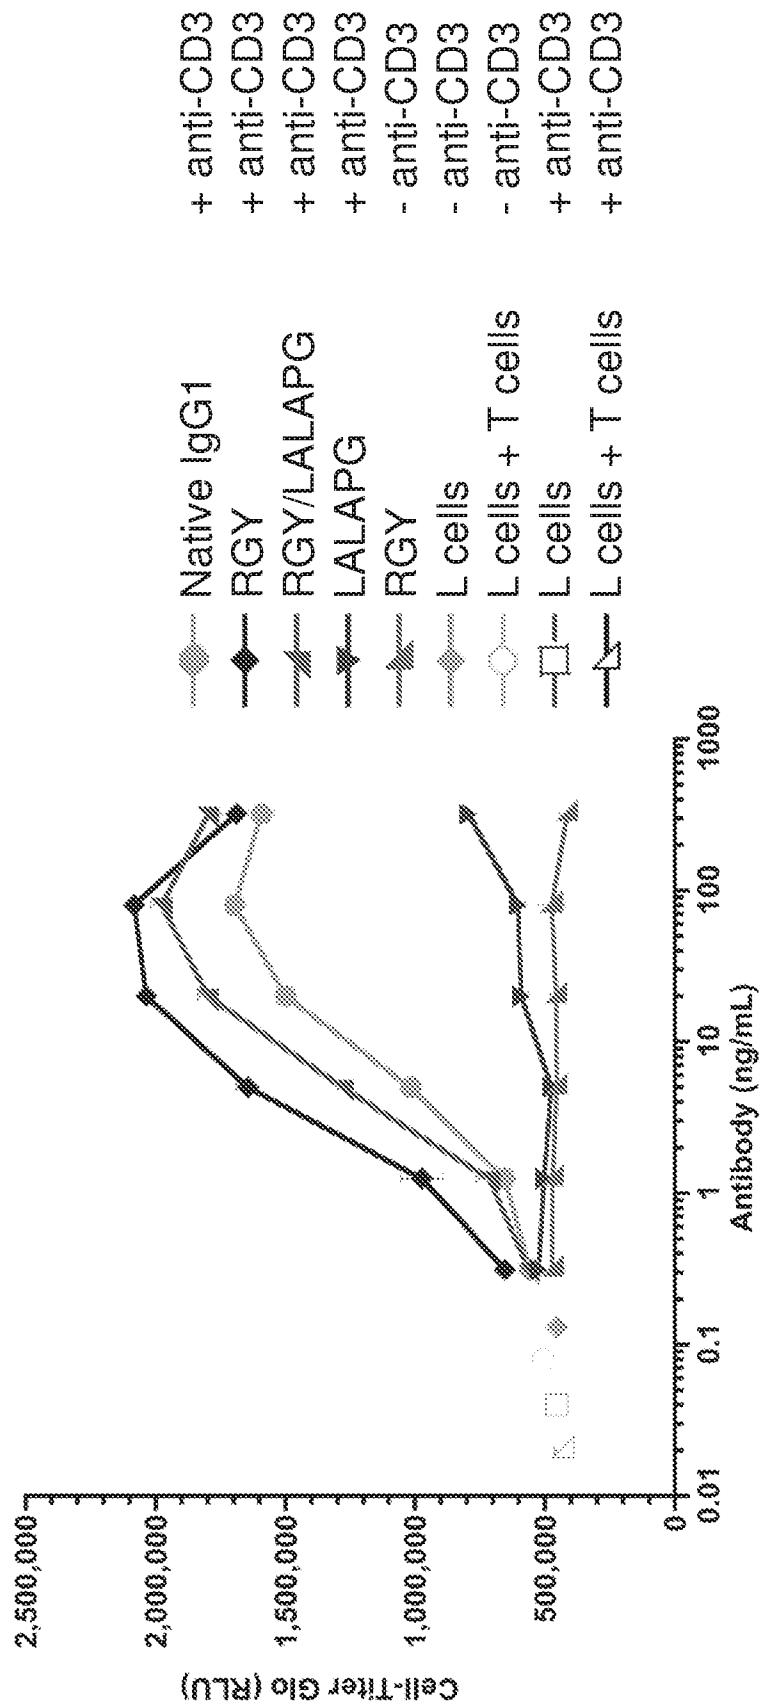 2,500,000
2,000,000
1,500,000
1,000,000
500,000
0
Cell-Titer Glo (RLU)
0.01
0.1
1
10
100
1000
Antibody (ng/mL)
Native IgG1 + anti-CD3
RGY + anti-CD3
RGY/LALAPG + anti-CD3
LALAPG + anti-CD3
RGY - anti-CD3
L cells - anti-CD3
L cells + T cells - anti-CD3
L cells + anti-CD3
L cells + T cells + anti-CD3